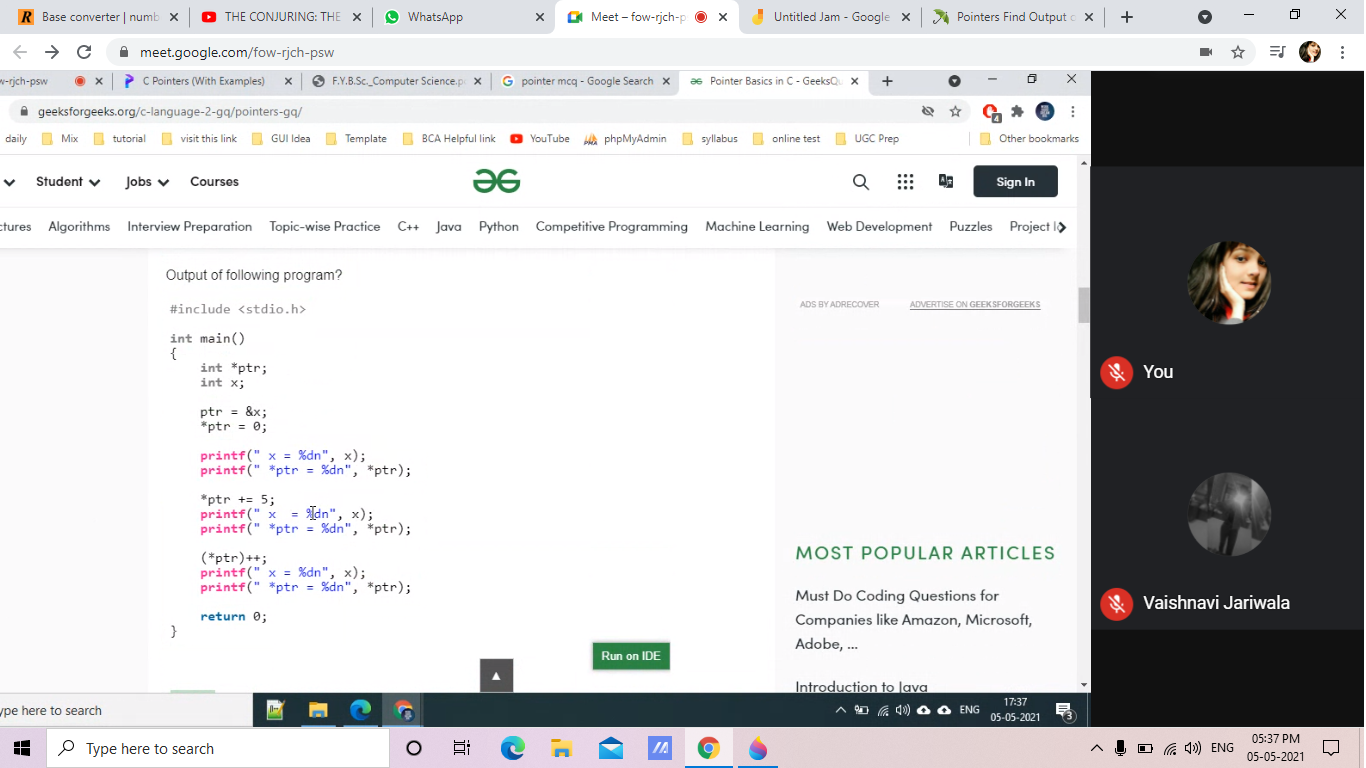 Base converter | numb
THE CONJURING: THE
WhatsApp
Meet – fow-rjch-p
Untitled Jam - Google
Pointers Find Output o
meet.google.com/fow-rjch-psw
w-rjch-psw
C Pointers (With Examples)
F.Y.B.Sc._Computer Science.p
pointer mcq - Google Search
Pointer Basics in C - GeeksQu
geeksforgeeks.org/c-language-2-gq/pointers-gq/
4
daily
Mix
tutorial
visit this link
GUI Idea
Template
BCA Helpful link
YouTube
phpMyAdmin
syllabus
online test
UGC Prep
Other bookmarks
Student
Jobs
Courses
Sign In
ctures
Algorithms
Interview Preparation
Topic-wise Practice
C++
Java
Python
Competitive Programming
Machine Learning
Web Development
Puzzles
Project I
Output of following program?
#include <stdio.h>
int main()
{
int *ptr;
int x;
ptr = &x;
*ptr = 0;
printf(" x = %dn", x);
printf(" *ptr = %dn", *ptr);
*ptr += 5;
printf(" x  = %dn", x);
printf(" *ptr = %dn", *ptr);
(*ptr)++;
printf(" x = %dn", x);
printf(" *ptr = %dn", *ptr);
return 0;
}
Run on IDE
ADS BY ADRECOVER
ADVERTISE ON GEEKSFORGEEKS
MOST POPULAR ARTICLES
Must Do Coding Questions for
Companies like Amazon, Microsoft,
Adobe, ...
Introduction to Java
You
Vaishnavi Jariwala
ype here to search
ENG
17:37
05-05-2021
3
Type here to search
ENG
05:37 PM
05-05-2021